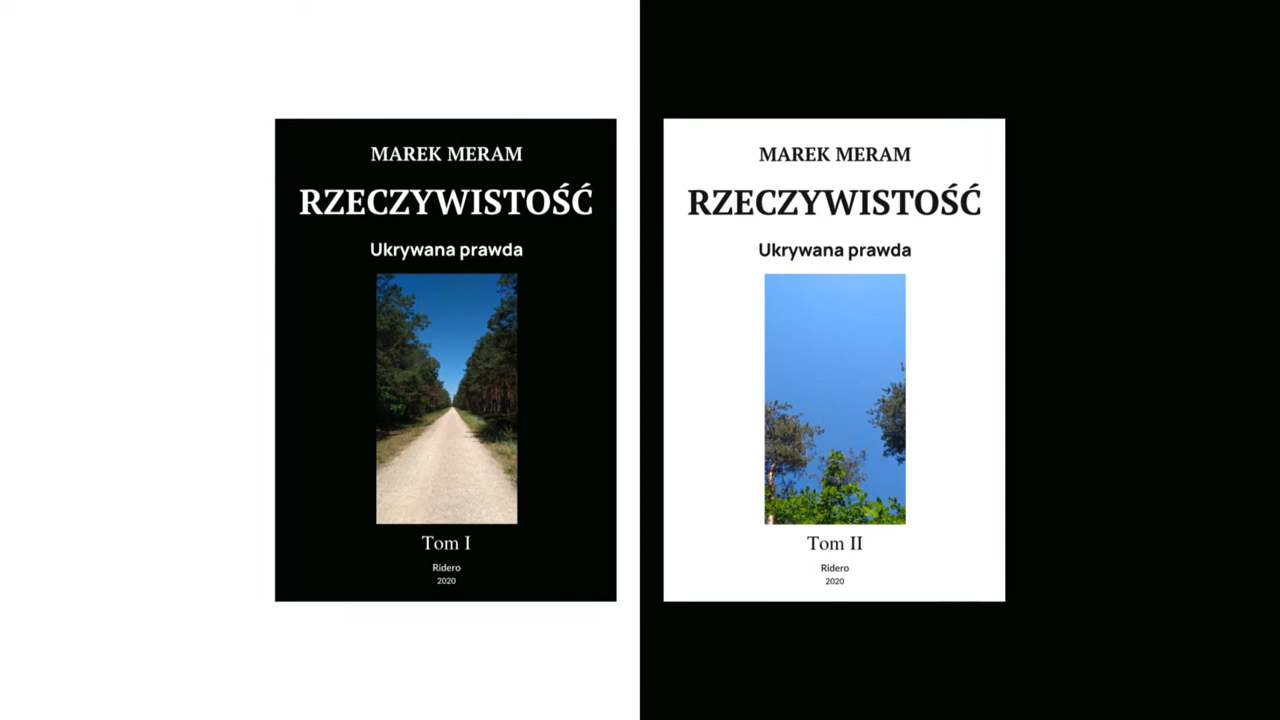 MAREK MERAM
RZECZYWISTOŚĆ
Ukrywana prawda
Tom I
Ridero
2020
MAREK MERAM
RZECZYWISTOŚĆ
Ukrywana prawda
Tom II
Ridero
2020